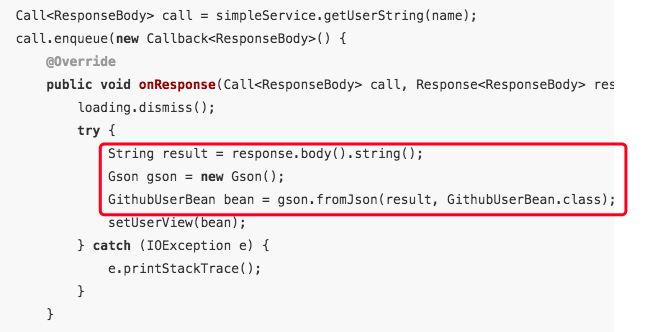 Call<ResponseBody> call = simpleService.getUserString(name);
call.enqueue(new Callback<ResponseBody>() {
    @Override
    public void onResponse(Call<ResponseBody> call, Response<ResponseBody> res
        loading.dismiss();
        try {
            String result = response.body().string();
            Gson gson = new Gson();
            GithubUserBean bean = gson.fromJson(result, GithubUserBean.class);
            setUserView(bean);
        } catch (IOException e) {
            e.printStackTrace();
        }
    }